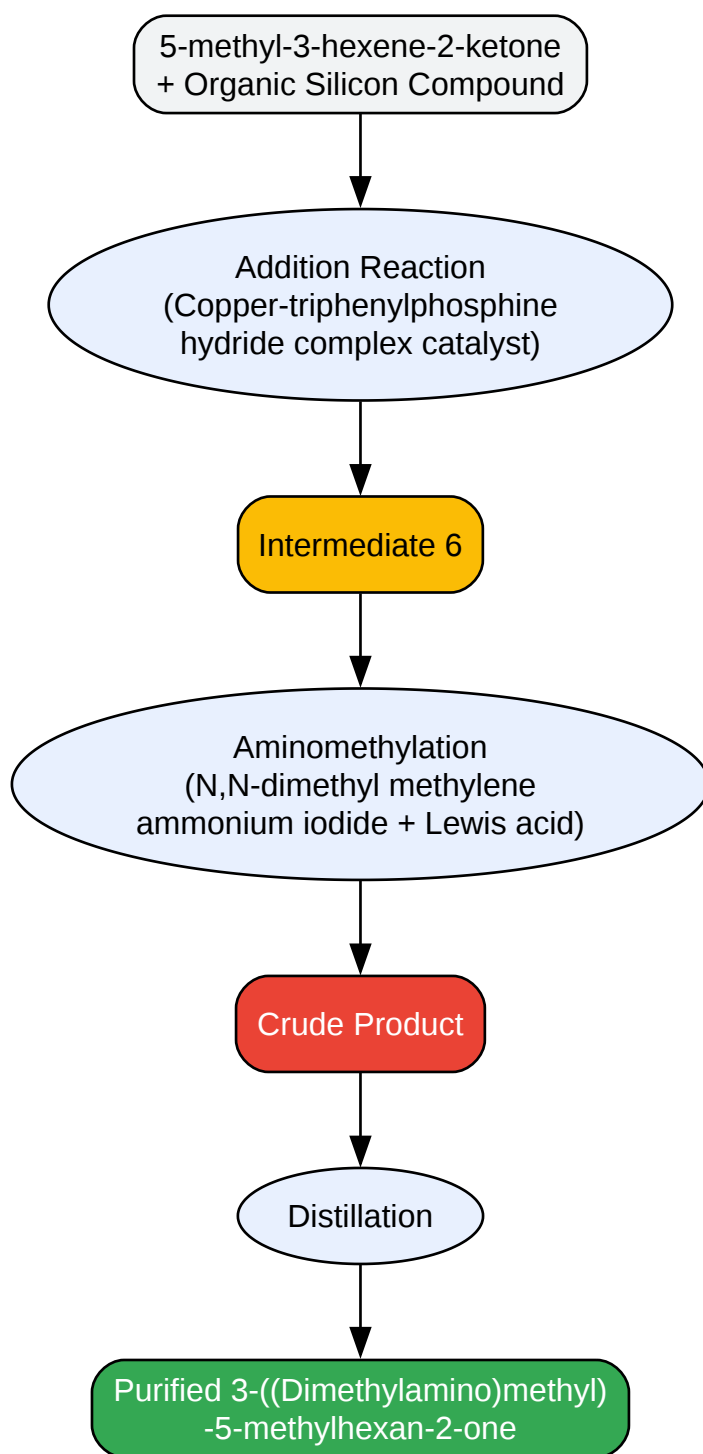 5-methyl-3-hexene-2-ketone
+ Organic Silicon Compound
Addition Reaction
(Copper-triphenylphosphine
hydride complex catalyst)
Intermediate 6
Aminomethylation
(N,N-dimethyl methylene
ammonium iodide + Lewis acid)
Crude Product
Distillation
Purified 3-((Dimethylamino)methyl)
-5-methylhexan-2-one